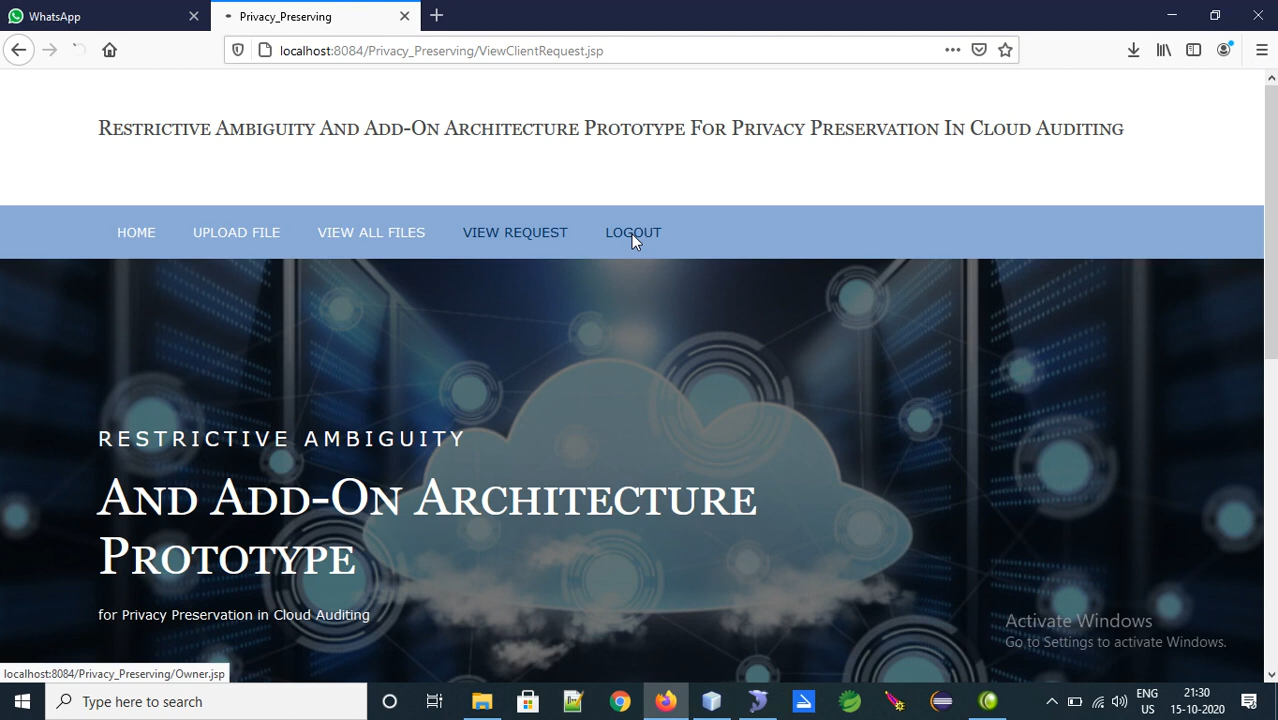 WhatsApp
Privacy_Preserving
localhost:8084/Privacy_Preserving/ViewClientRequest.jsp
Restrictive Ambiguity And Add-On Architecture Prototype For Privacy Preservation In Cloud Auditing
HOME UPLOAD FILE VIEW ALL FILES VIEW REQUEST LOGOUT
RESTRICTIVE AMBIGUITY
And Add-On Architecture
Prototype
for Privacy Preservation in Cloud Auditing
Activate Windows
Go to Settings to activate Windows.
localhost:8084/Privacy_Preserving/Owner.jsp
Type here to search
ENG
US
21:30
15-10-2020